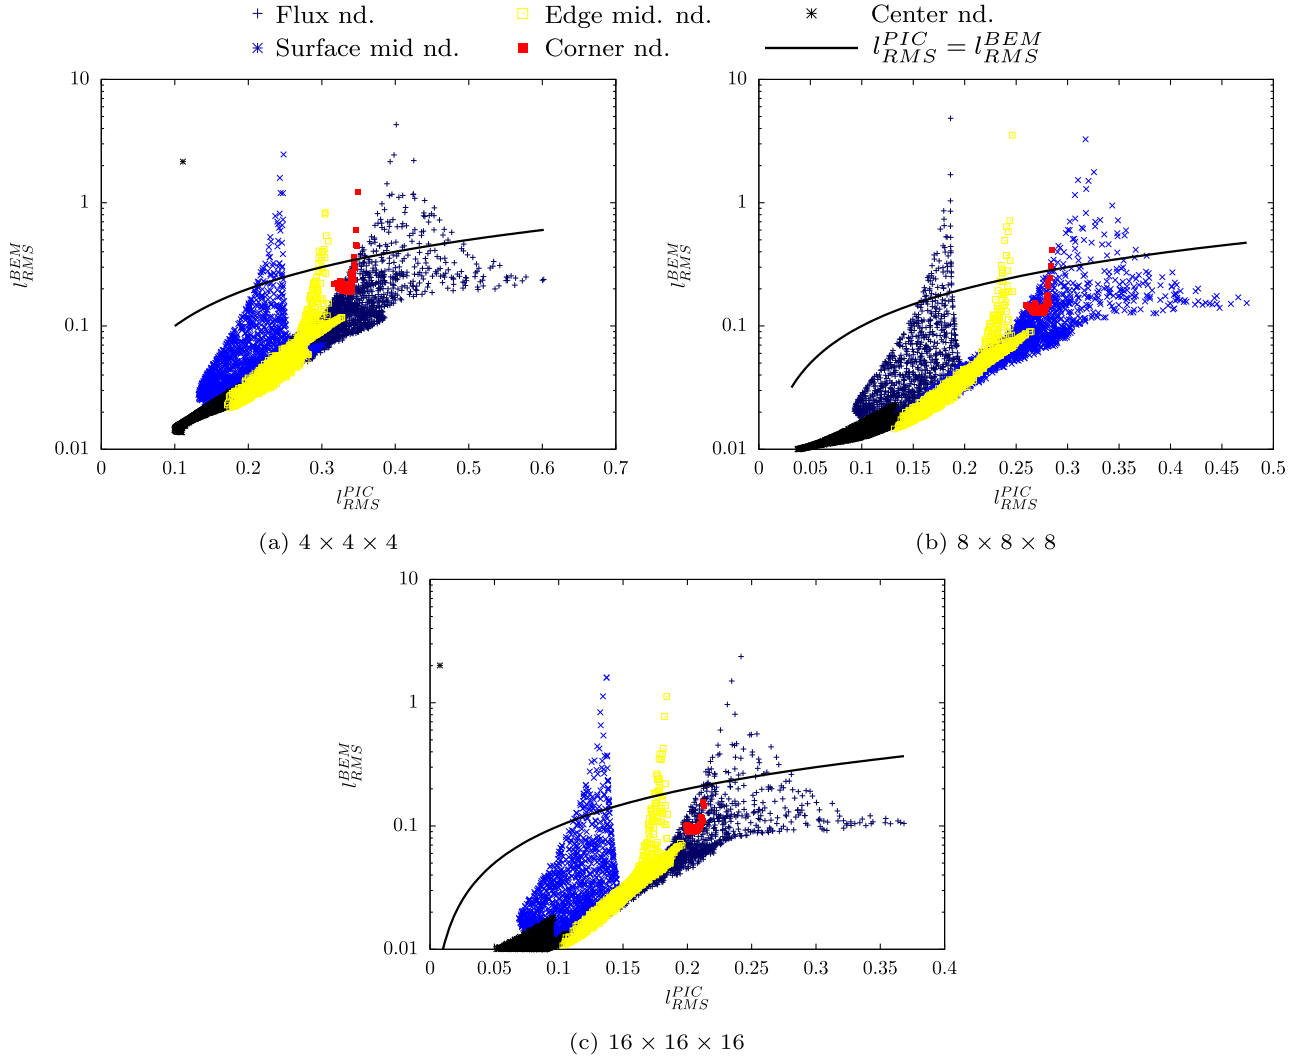 Flux nd.
Edge mid. nd.
Center nd.
Surface mid nd.
Corner nd.
l_{RMS}^{PIC} = l_{RMS}^{BEM}
10
1
0.1
0.01
l_{RMS}^{BEM}
0 0.1 0.2 0.3 0.4 0.5 0.6 0.7
l_{RMS}^{PIC}
(a) 4 × 4 × 4
10
1
0.1
0.01
l_{RMS}^{BEM}
0 0.05 0.1 0.15 0.2 0.25 0.3 0.35 0.4 0.45 0.5
l_{RMS}^{PIC}
(b) 8 × 8 × 8
10
1
0.1
0.01
l_{RMS}^{BEM}
0 0.05 0.1 0.15 0.2 0.25 0.3 0.35 0.4
l_{RMS}^{PIC}
(c) 16 × 16 × 16